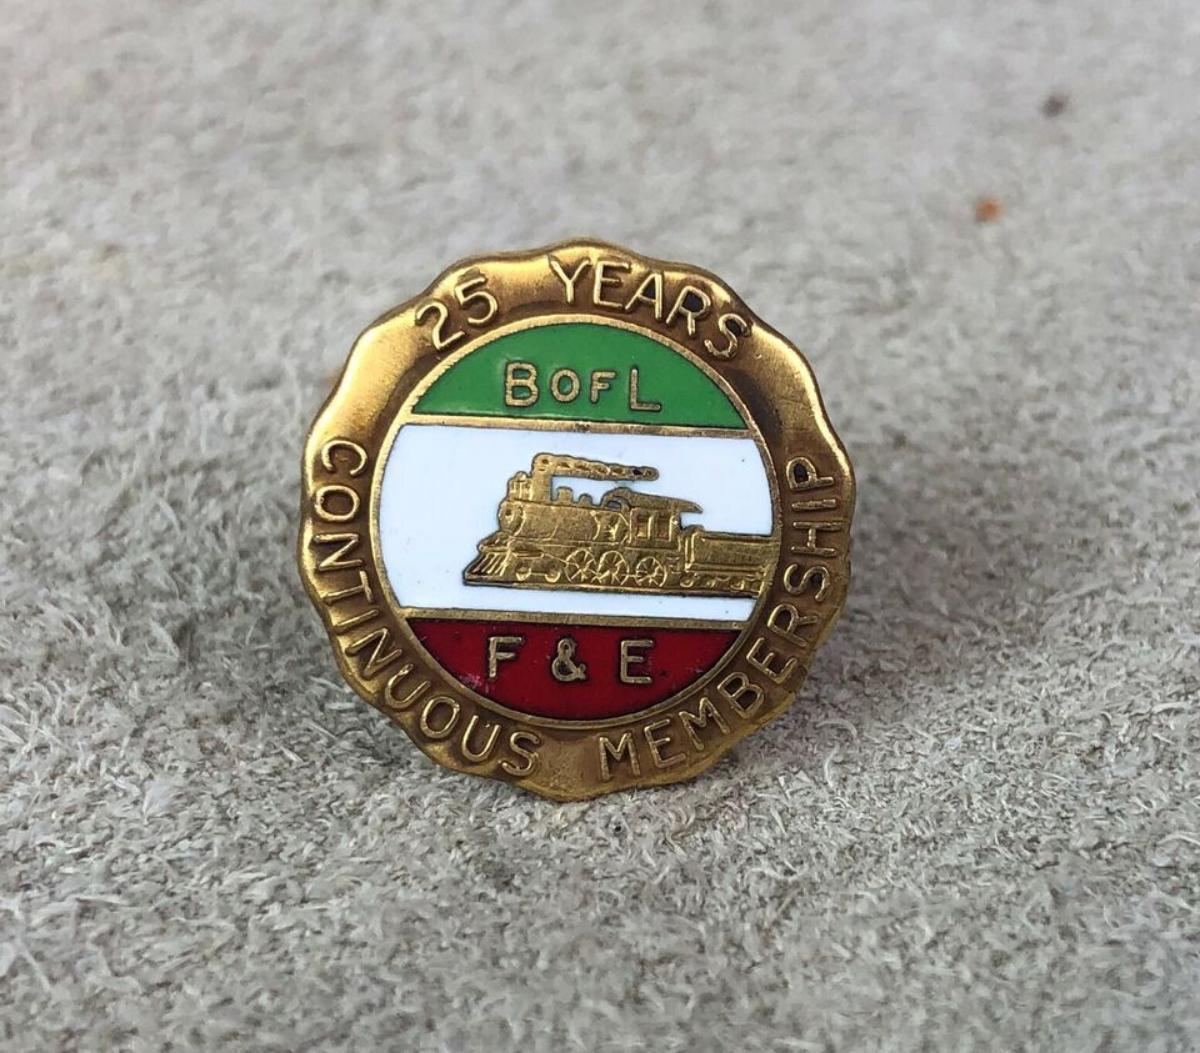 25 YEARS
BOFL
F & E
CONTINUOUS MEMBERSHIP